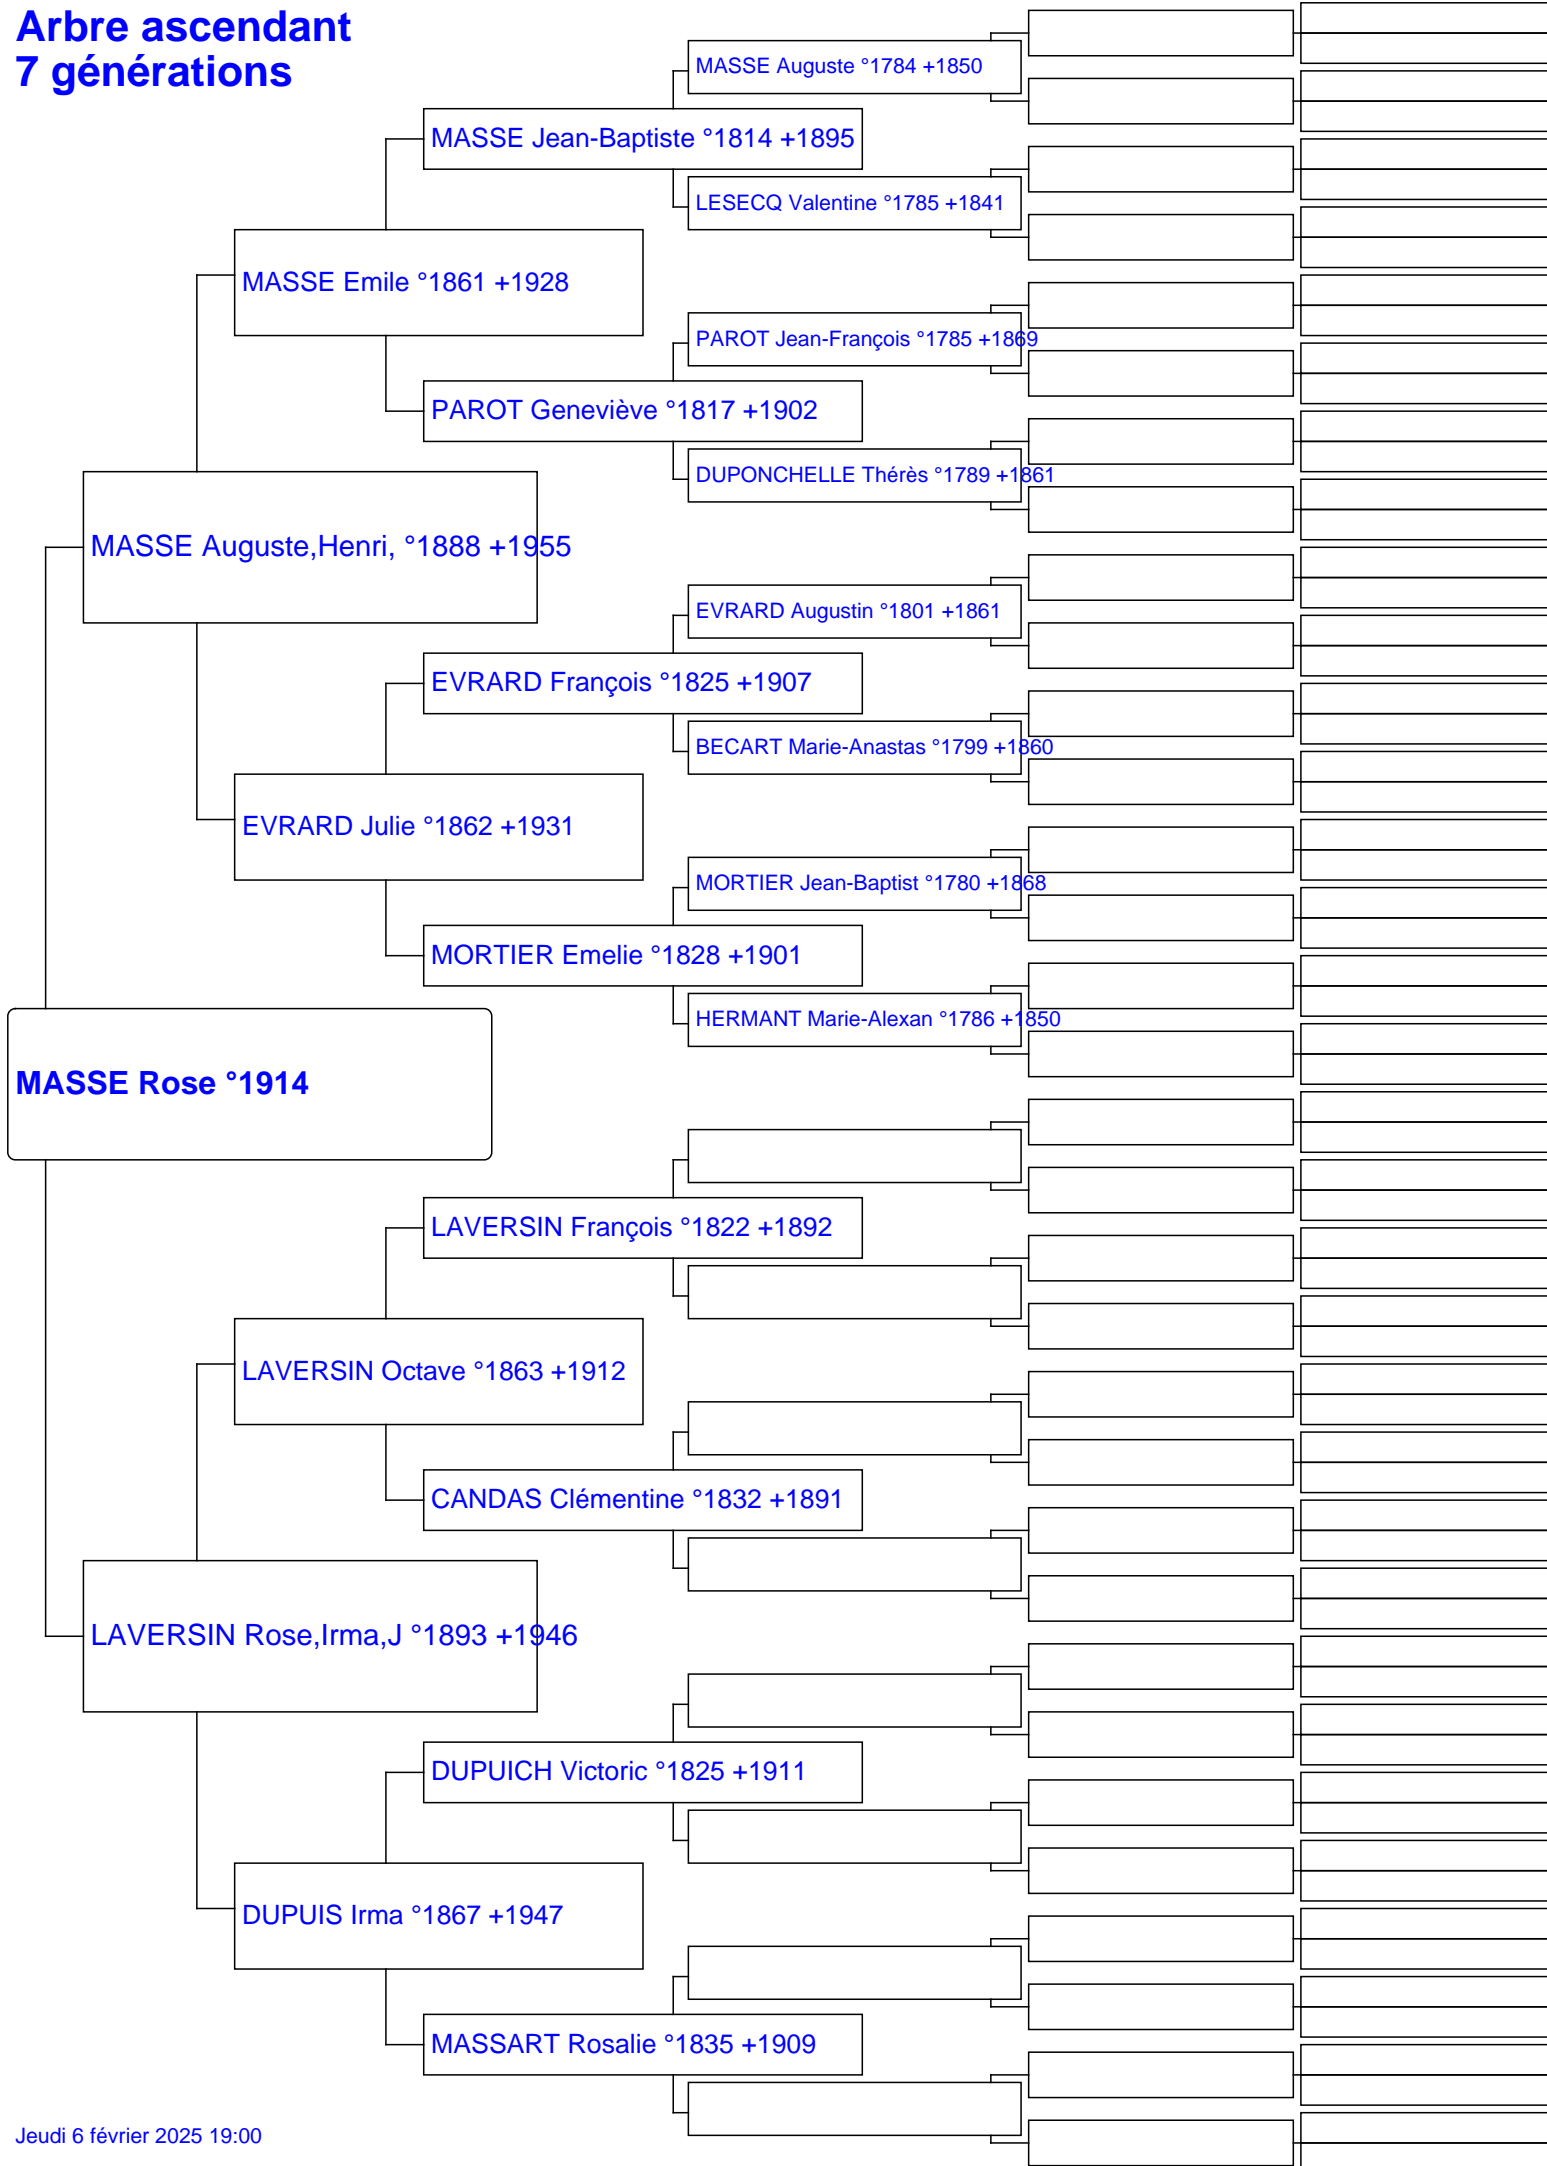 Arbre ascendant
7 générations
MASSE Auguste °1784 +1850
MASSE Jean-Baptiste °1814 +1895
LESECQ Valentine °1785 +1841
MASSE Emile °1861 +1928
PAROT Jean-François °1785 +1869
PAROT Geneviève °1817 +1902
DUPONCHELLE Thérès °1789 +1861
MASSE Auguste,Henri, °1888 +1955
EVRARD Augustin °1801 +1861
EVRARD François °1825 +1907
BECART Marie-Anastas °1799 +1860
EVRARD Julie °1862 +1931
MORTIER Jean-Baptist °1780 +1868
MORTIER Emelie °1828 +1901
HERMANT Marie-Alexan °1786 +1850
MASSE Rose °1914
LAVERSIN François °1822 +1892
LAVERSIN Octave °1863 +1912
CANDAS Clémentine °1832 +1891
LAVERSIN Rose,Irma,J °1893 +1946
DUPUICH Victoric °1825 +1911
DUPUIS Irma °1867 +1947
MASSART Rosalie °1835 +1909
Jeudi 6 février 2025 19:00